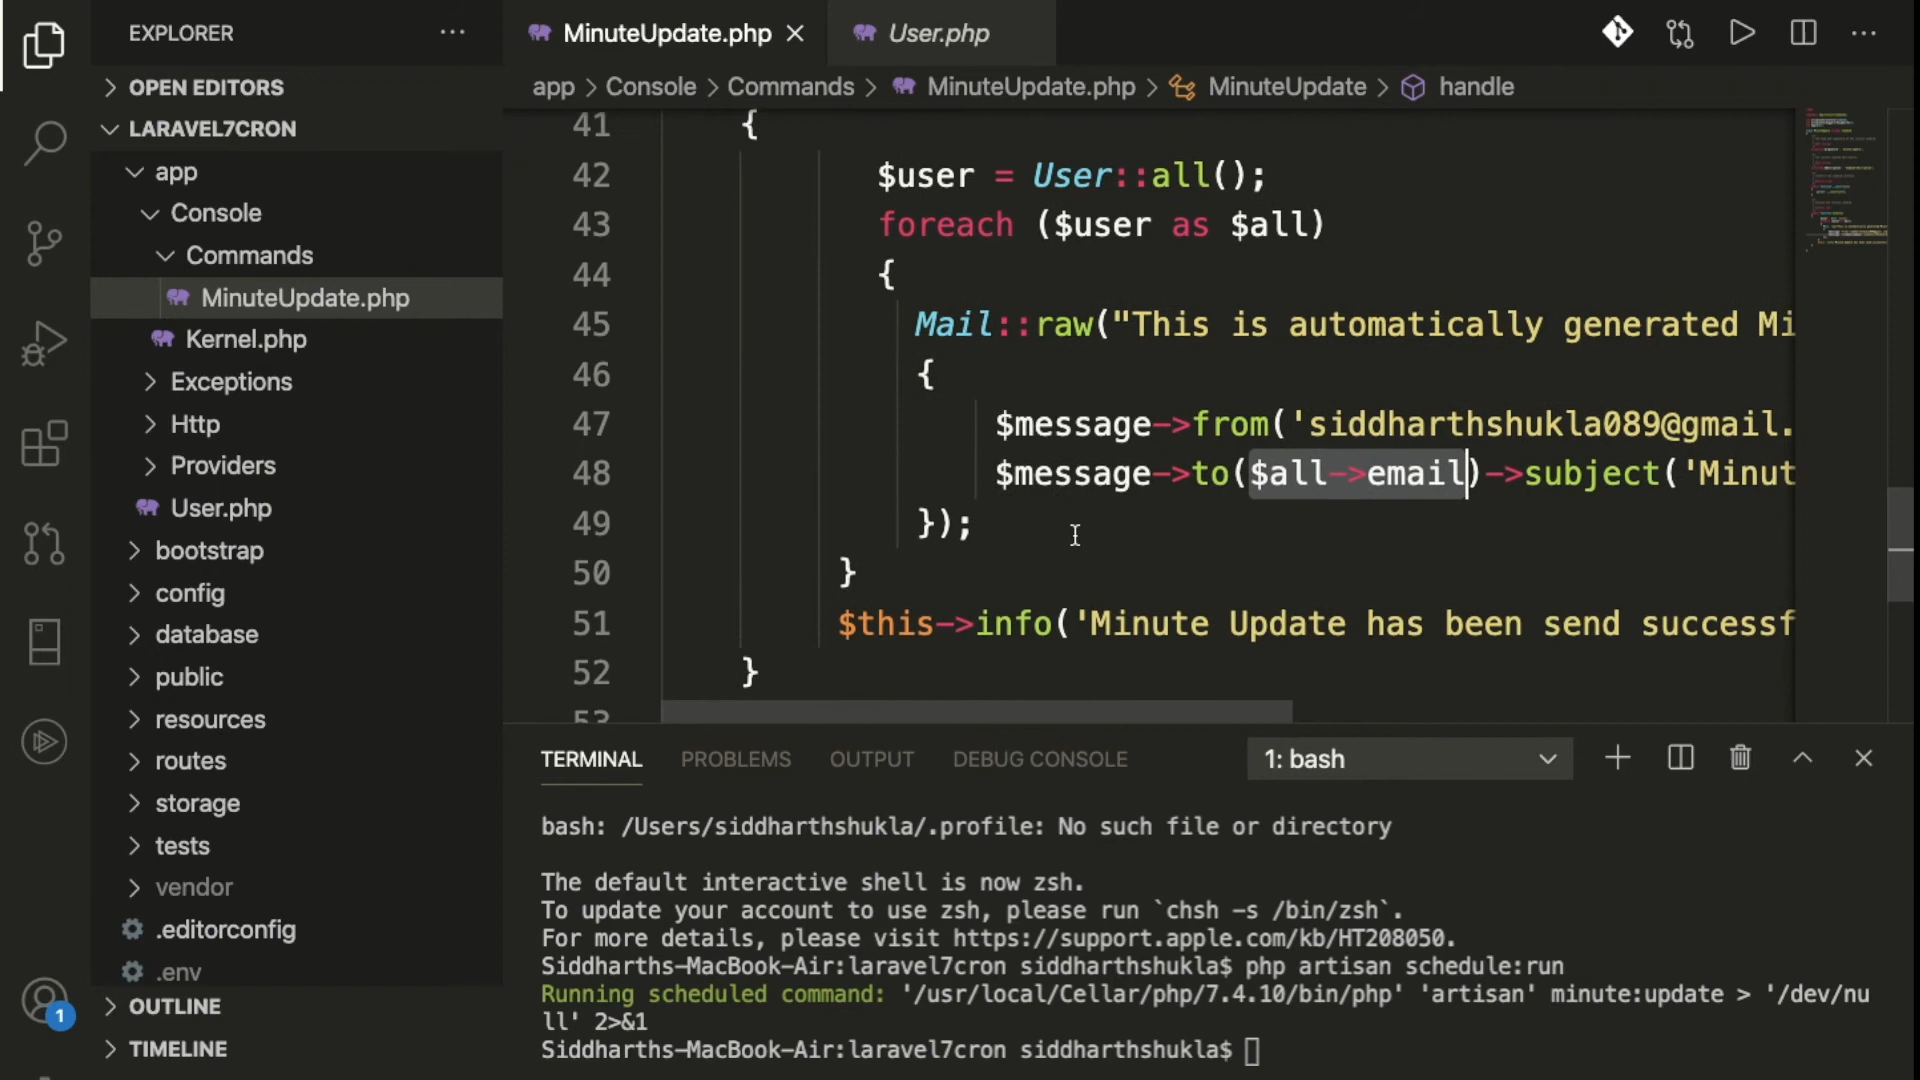 EXPLORER
OPEN EDITORS
LARAVEL7CRON
app
Console
Commands
MinuteUpdate.php
Kernel.php
Exceptions
Http
Providers
User.php
bootstrap
config
database
public
resources
routes
storage
tests
vendor
.editorconfig
.env
OUTLINE
TIMELINE
1
MinuteUpdate.php
User.php
app > Console > Commands > MinuteUpdate.php > MinuteUpdate > handle
41 {
42 $user = User::all();
43 foreach ($user as $all)
44 {
45 Mail::raw("This is automatically generated Mi
46 {
47 $message->from('siddharthshukla089@gmail.
48 $message->to($all->email)->subject('Minut
49 });
50 }
51 $this->info('Minute Update has been send successf
52 }
53
TERMINAL PROBLEMS OUTPUT DEBUG CONSOLE 1: bash
bash: /Users/siddharthshukla/.profile: No such file or directory
The default interactive shell is now zsh.
To update your account to use zsh, please run `chsh -s /bin/zsh`.
For more details, please visit https://support.apple.com/kb/HT208050.
Siddharths-MacBook-Air:laravel7cron siddharthshukla$ php artisan schedule:run
Running scheduled command: '/usr/local/Cellar/php/7.4.10/bin/php' 'artisan' minute:update > '/dev/nu
ll' 2>&1
Siddharths-MacBook-Air:laravel7cron siddharthshukla$